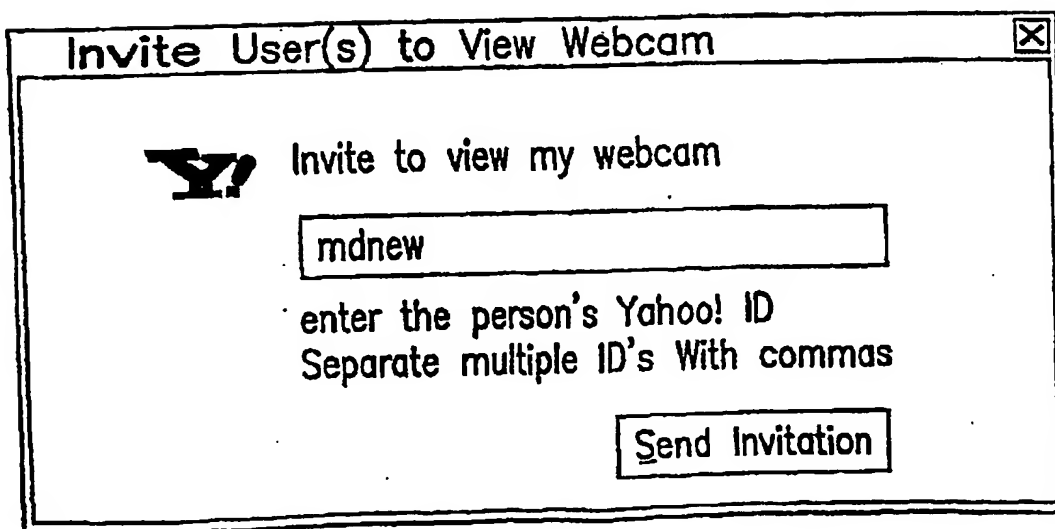 Invite User(s) to View Webcam
Y!
Invite to view my webcam
mdnew
enter the person's Yahoo! ID
Separate multiple ID's With commas
Send Invitation